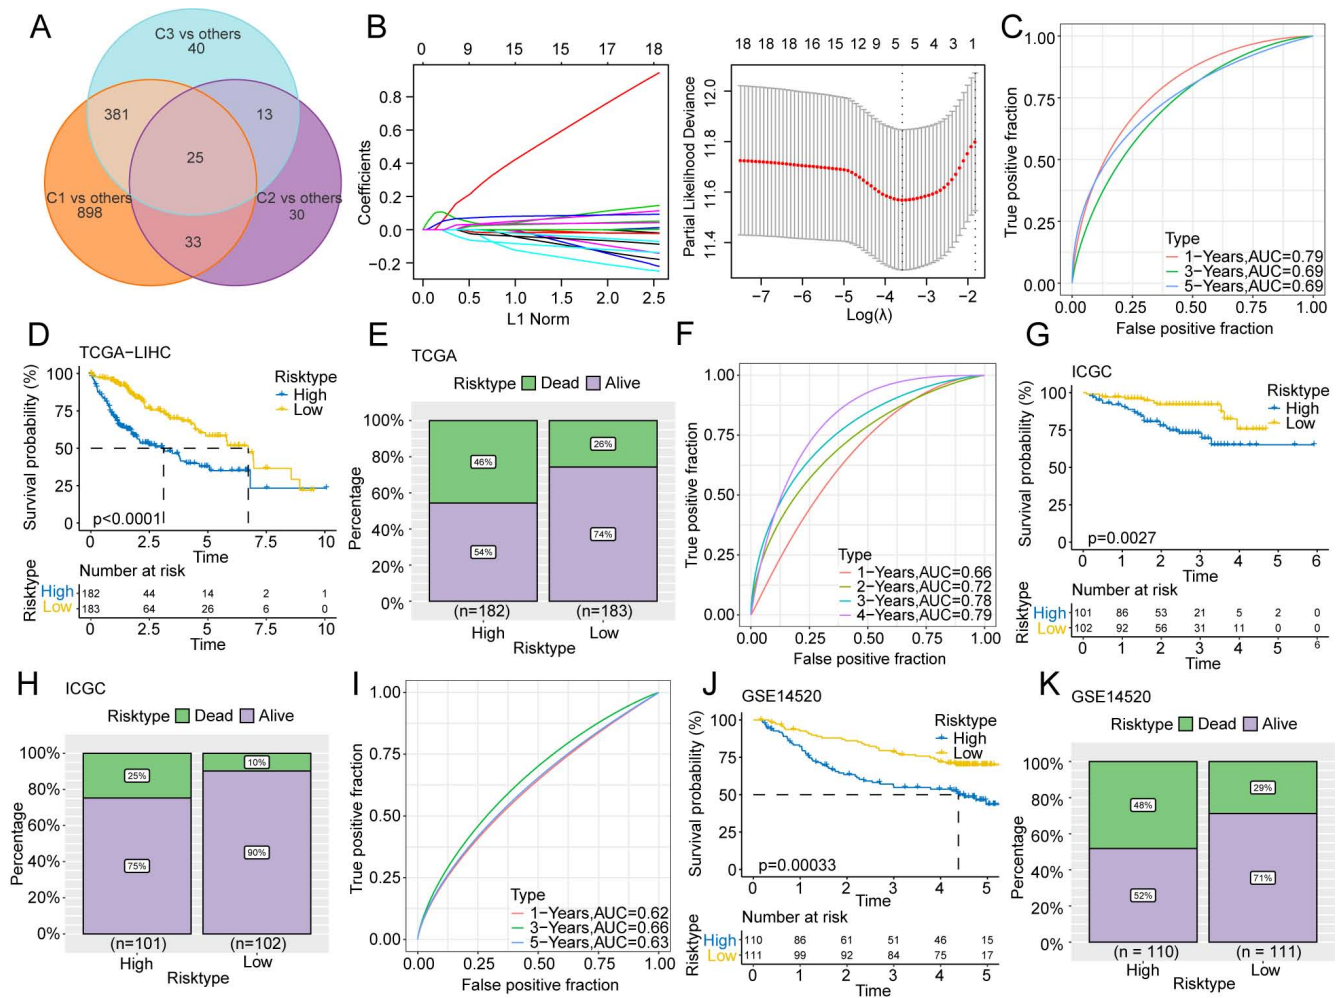 A
C3 vs others
40
381
13
25
C1 vs others
898
C2 vs others
30
33
B
0 9 15 15 17 18
Coefficients
0.8
0.6
0.4
0.2
0.0
−0.2
0.0 0.5 1.0 1.5 2.0 2.5
L1 Norm
18 18 18 16 15 12 9 5 5 4 3 1
Partial Likelihood Deviance
12.0
11.8
11.6
11.4
−7 −6 −5 −4 −3 −2
Log(λ)
C
True positive fraction
1.00
0.75
0.50
0.25
0.00
Type
1−Years,AUC=0.79
3−Years,AUC=0.69
5−Years,AUC=0.69
0.00 0.25 0.50 0.75 1.00
False positive fraction
D
TCGA−LIHC
Survival probability (%)
100
75
50
25
0
Risktype
High
Low
p<0.0001
0 2.5 5 7.5 10
Time
Number at risk
Risktype
High 182 44 14 2 1
Low 183 64 26 6 0
0 2.5 5 7.5 10
Time
E
TCGA
Risktype Dead Alive
Percentage
100%
80%
60%
40%
20%
0%
46%
54%
26%
74%
(n=182) (n=183)
High Low
Risktype
F
True positive fraction
1.00
0.75
0.50
0.25
0.00
Type
1−Years,AUC=0.66
2−Years,AUC=0.72
3−Years,AUC=0.78
4−Years,AUC=0.79
0.00 0.25 0.50 0.75 1.00
False positive fraction
G
ICGC
Survival probability (%)
100
75
50
25
0
Risktype
High
Low
p=0.0027
0 1 2 3 4 5 6
Time
Number at risk
Risktype
High 101 86 53 21 5 2 0
Low 102 92 56 31 11 0 0
0 1 2 3 4 5 6
Time
H
ICGC
Risktype Dead Alive
Percentage
100%
80%
60%
40%
20%
0%
25%
75%
10%
90%
(n=101) (n=102)
High Low
Risktype
I
True positive fraction
1.00
0.75
0.50
0.25
0.00
Type
1−Years,AUC=0.62
3−Years,AUC=0.66
5−Years,AUC=0.63
0.00 0.25 0.50 0.75 1.00
False positive fraction
J
GSE14520
Survival probability (%)
100
75
50
25
0
Risktype
High
Low
p=0.00033
0 1 2 3 4 5
Time
Number at risk
Risktype
High 110 86 61 51 46 15
Low 111 99 92 84 75 17
0 1 2 3 4 5
Time
K
GSE14520
Risktype Dead Alive
Percentage
100%
80%
60%
40%
20%
0%
48%
52%
29%
71%
(n = 110) (n = 111)
High Low
Risktype